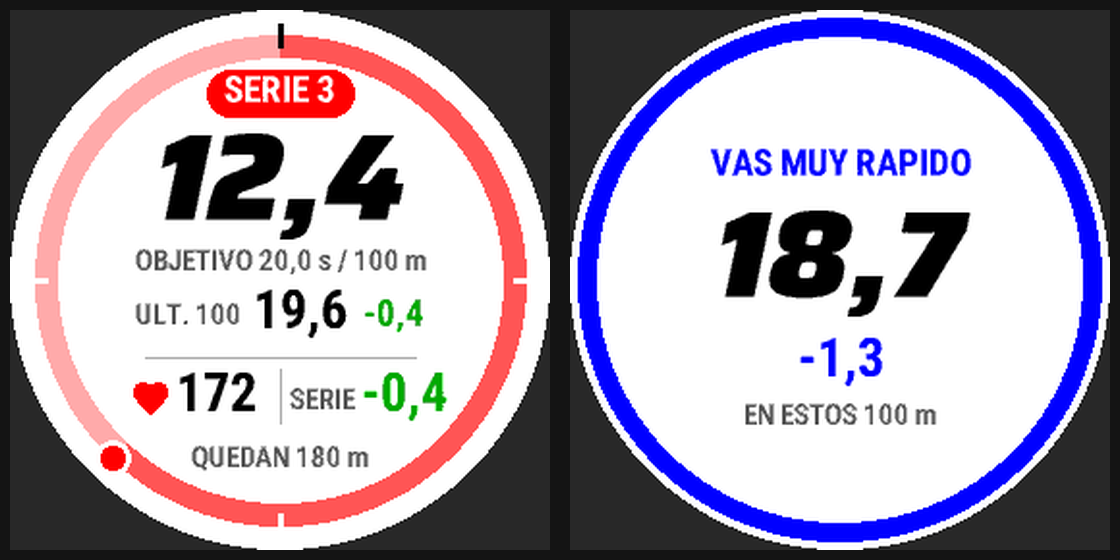 SERIE 3
12,4
OBJETIVO 20,0 s / 100 m
ULT. 100 19,6 -0,4
172 SERIE -0,4
QUEDAN 180 m
VAS MUY RAPIDO
18,7
-1,3
EN ESTOS 100 m